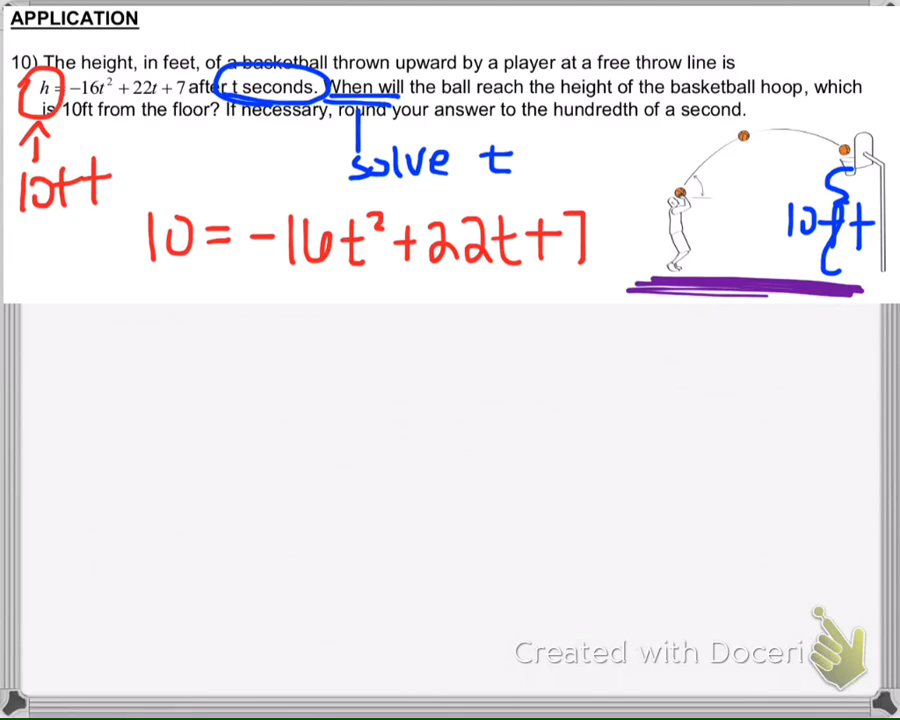 APPLICATION
10) The height, in feet, of a basketball thrown upward by a player at a free throw line is
h = −16t² + 22t + 7 after t seconds. When will the ball reach the height of the basketball hoop, which
is 10ft from the floor? If necessary, round your answer to the hundredth of a second.
solve t
10ft
10 = -16t² + 22t + 7
10ft
Created with Doceri